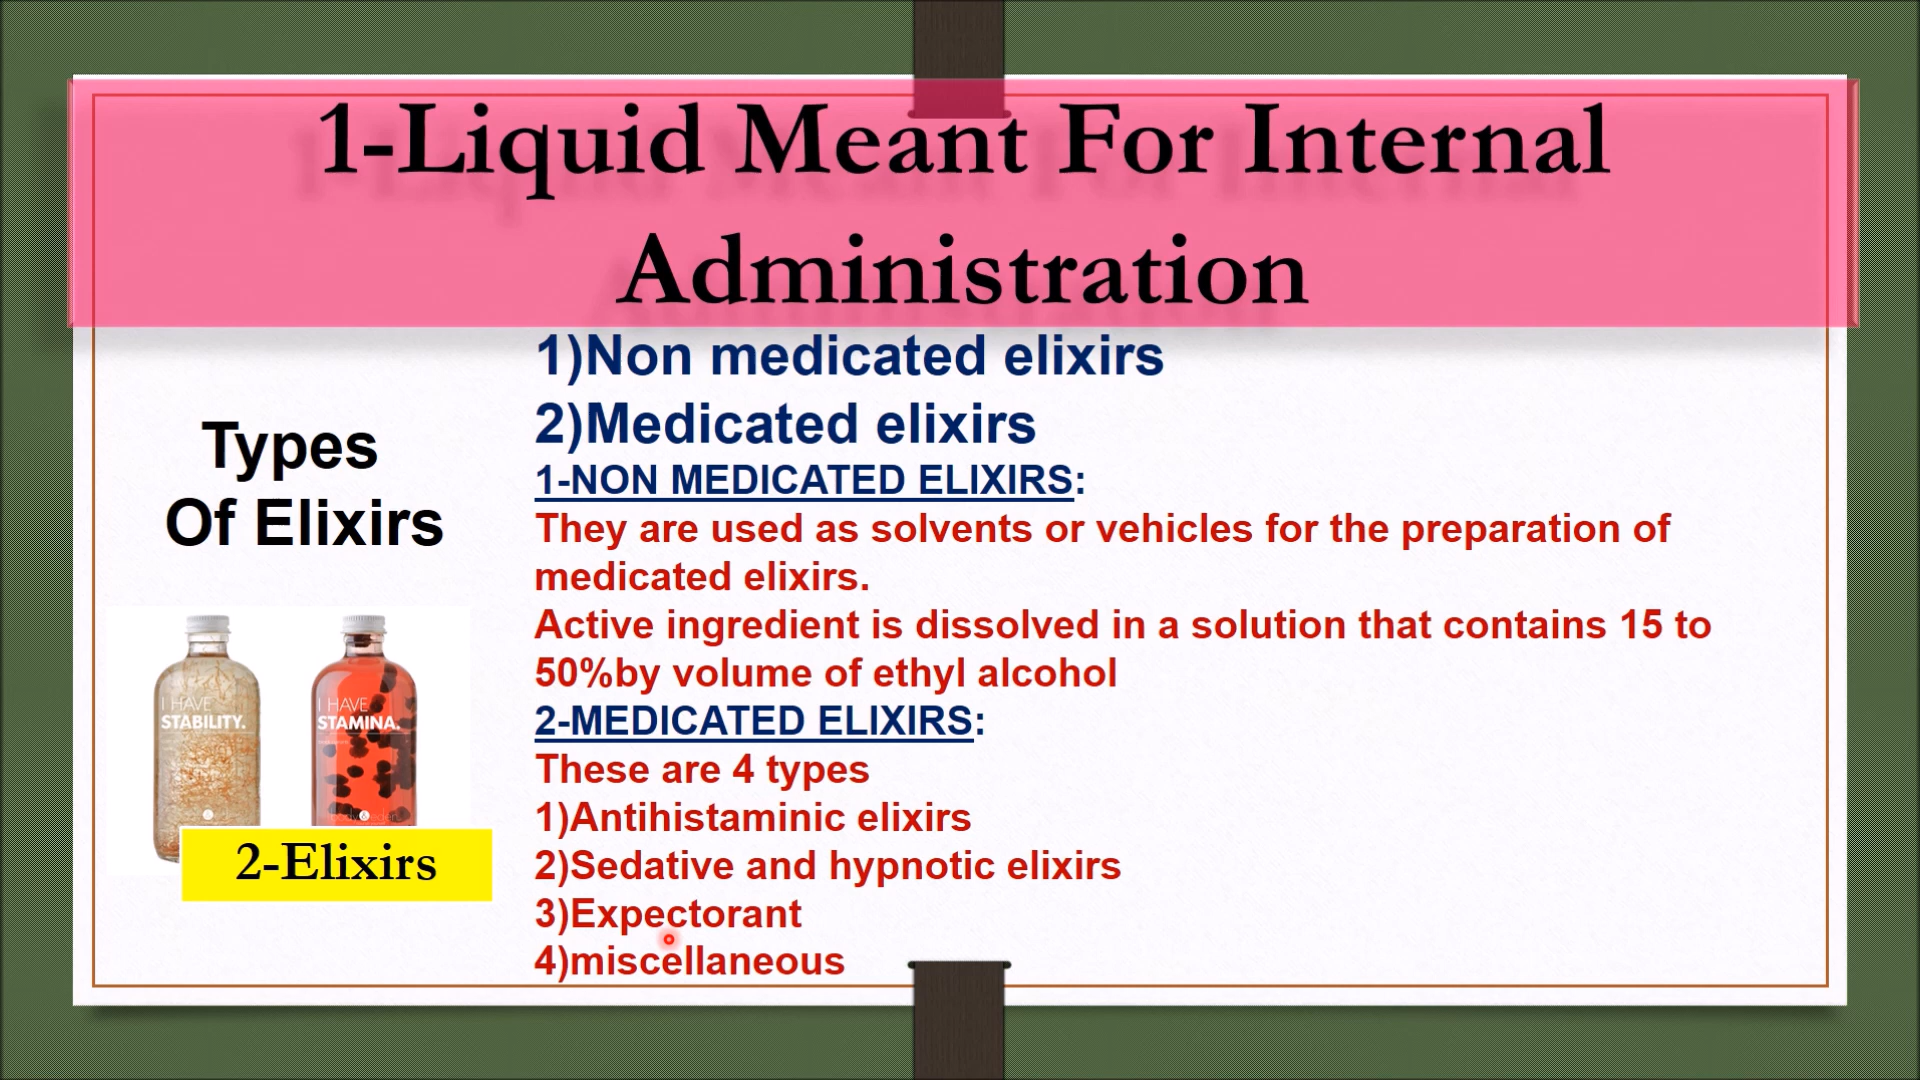 1-Liquid Meant For Internal
Administration
Types
Of Elixirs
I HAVE
STABILITY.
I HAVE
STAMINA.
2-Elixirs
1)Non medicated elixirs
2)Medicated elixirs
1-NON MEDICATED ELIXIRS:
They are used as solvents or vehicles for the preparation of
medicated elixirs.
Active ingredient is dissolved in a solution that contains 15 to
50%by volume of ethyl alcohol
2-MEDICATED ELIXIRS:
These are 4 types
1)Antihistaminic elixirs
2)Sedative and hypnotic elixirs
3)Expectorant
4)miscellaneous